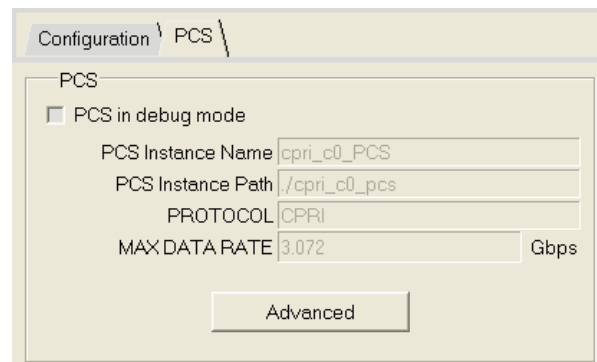 Configuration PCS
PCS
PCS in debug mode
PCS Instance Name cpri_c0_PCS
PCS Instance Path ./cpri_c0_pcs
PROTOCOL CPRI
MAX DATA RATE 3.072 Gbps
Advanced